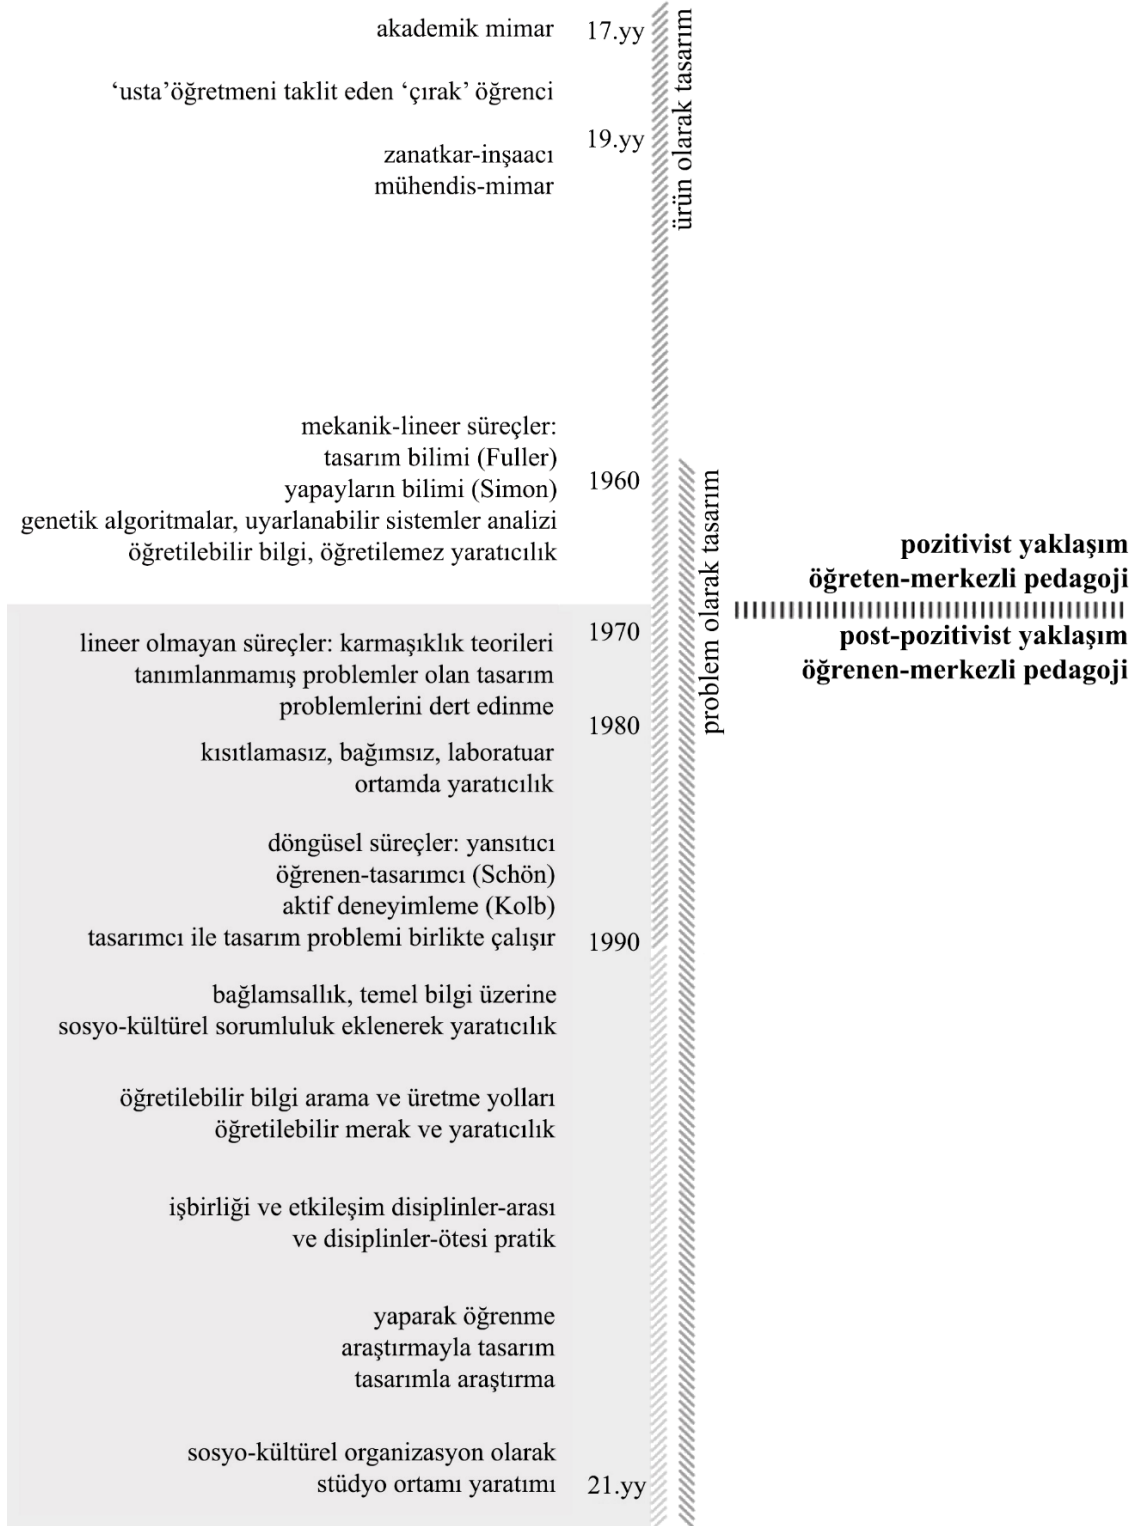 akademik mimar
17.yy
‘usta’öğretmeni taklit eden ‘çırak’ öğrenci
19.yy
zanatkar-inşaacı
mühendis-mimar
ürün olarak tasarım
mekanik-lineer süreçler:
tasarım bilimi (Fuller)
yapayların bilimi (Simon)
1960
genetik algoritmalar, uyarlanabilir sistemler analizi
öğretilebilir bilgi, öğretilemez yaratıcılık
problem olarak tasarım
pozitivist yaklaşım
öğreten-merkezli pedagoji
post-pozitivist yaklaşım
öğrenen-merkezli pedagoji
1970
lineer olmayan süreçler: karmaşıklık teorileri
tanımlanmamış problemler olan tasarım
problemlerini dert edinme
1980
kısıtlamasız, bağımsız, laboratuar
ortamda yaratıcılık
döngüsel süreçler: yansıtıcı
öğrenen-tasarımcı (Schön)
aktif deneyimleme (Kolb)
tasarımcı ile tasarım problemi birlikte çalışır
1990
bağlamsallık, temel bilgi üzerine
sosyo-kültürel sorumluluk eklenerek yaratıcılık
öğretilebilir bilgi arama ve üretme yolları
öğretilebilir merak ve yaratıcılık
işbirliği ve etkileşim disiplinler-arası
ve disiplinler-ötesi pratik
yaparak öğrenme
araştırmayla tasarım
tasarımla araştırma
sosyo-kültürel organizasyon olarak
stüdyo ortamı yaratımı
21.yy